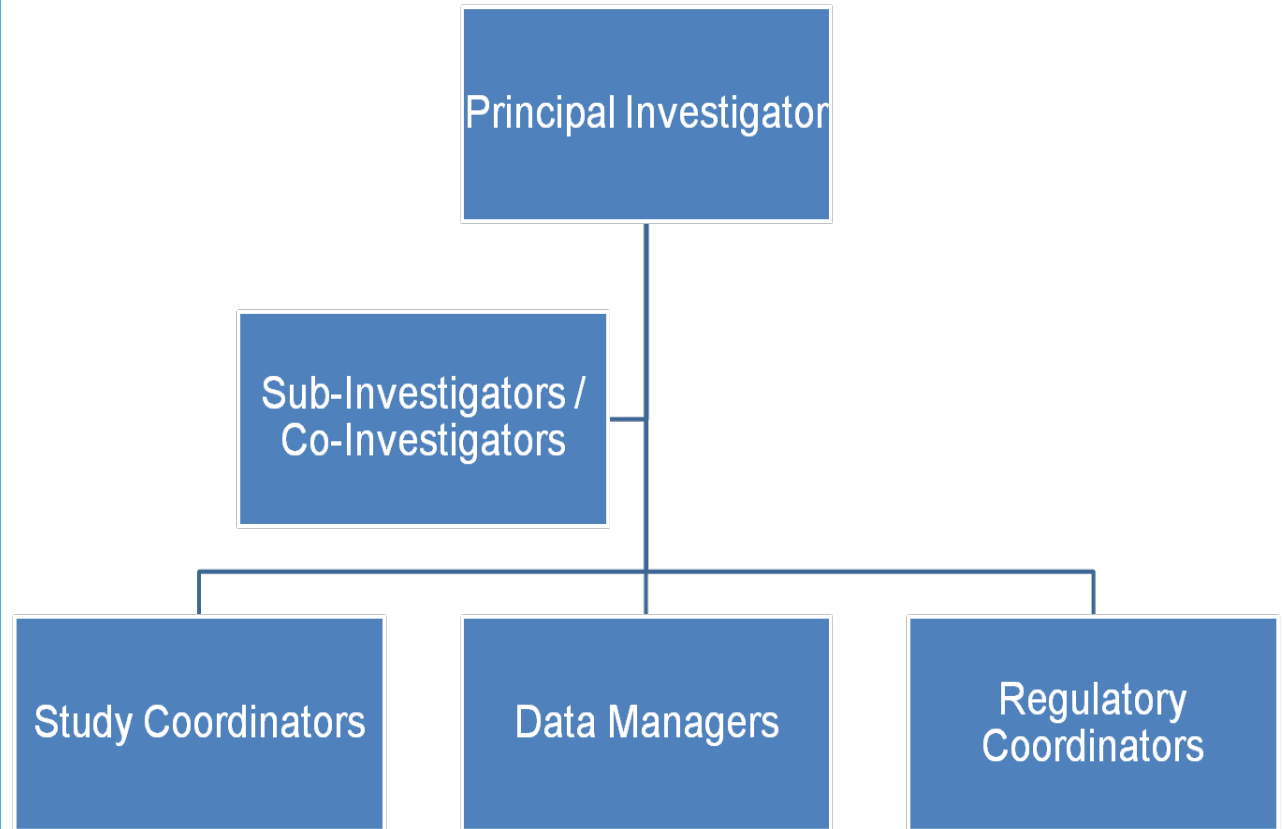 Principal Investigator
Sub-Investigators /
Co-Investigators
Study Coordinators
Data Managers
Regulatory
Coordinators